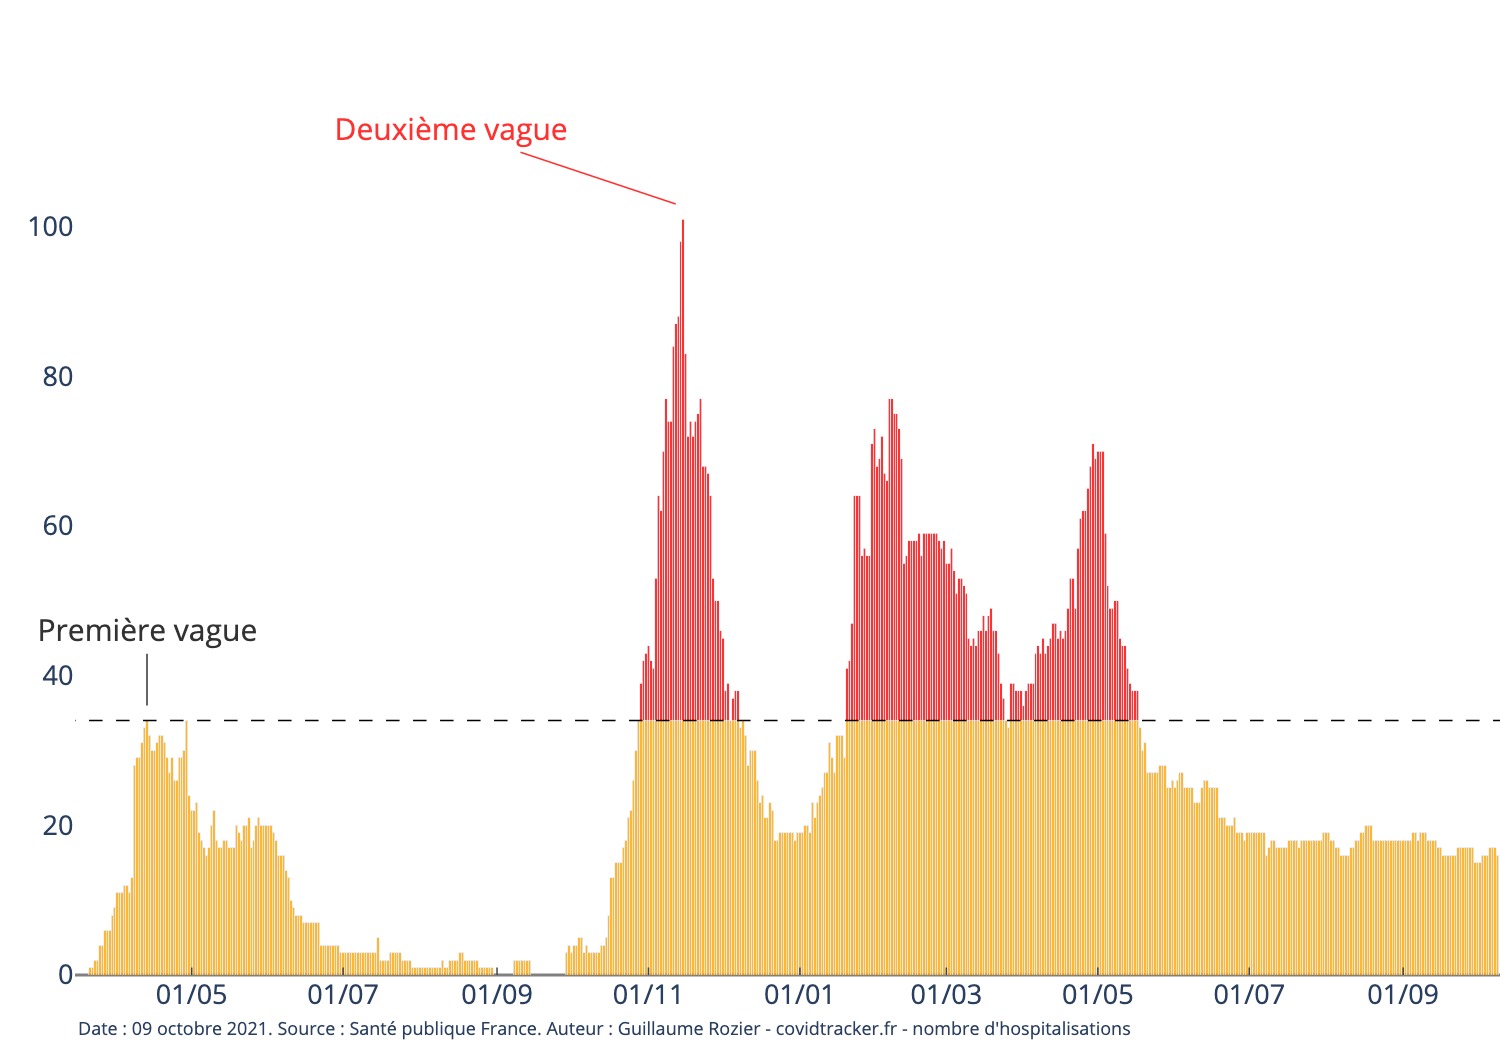 Deuxième vague
100
80
60
Première vague
40
20
0
01/05 01/07 01/09 01/11 01/01 01/03 01/05 01/07 01/09
Date : 09 octobre 2021. Source : Santé publique France. Auteur : Guillaume Rozier - covidtracker.fr - nombre d'hospitalisations